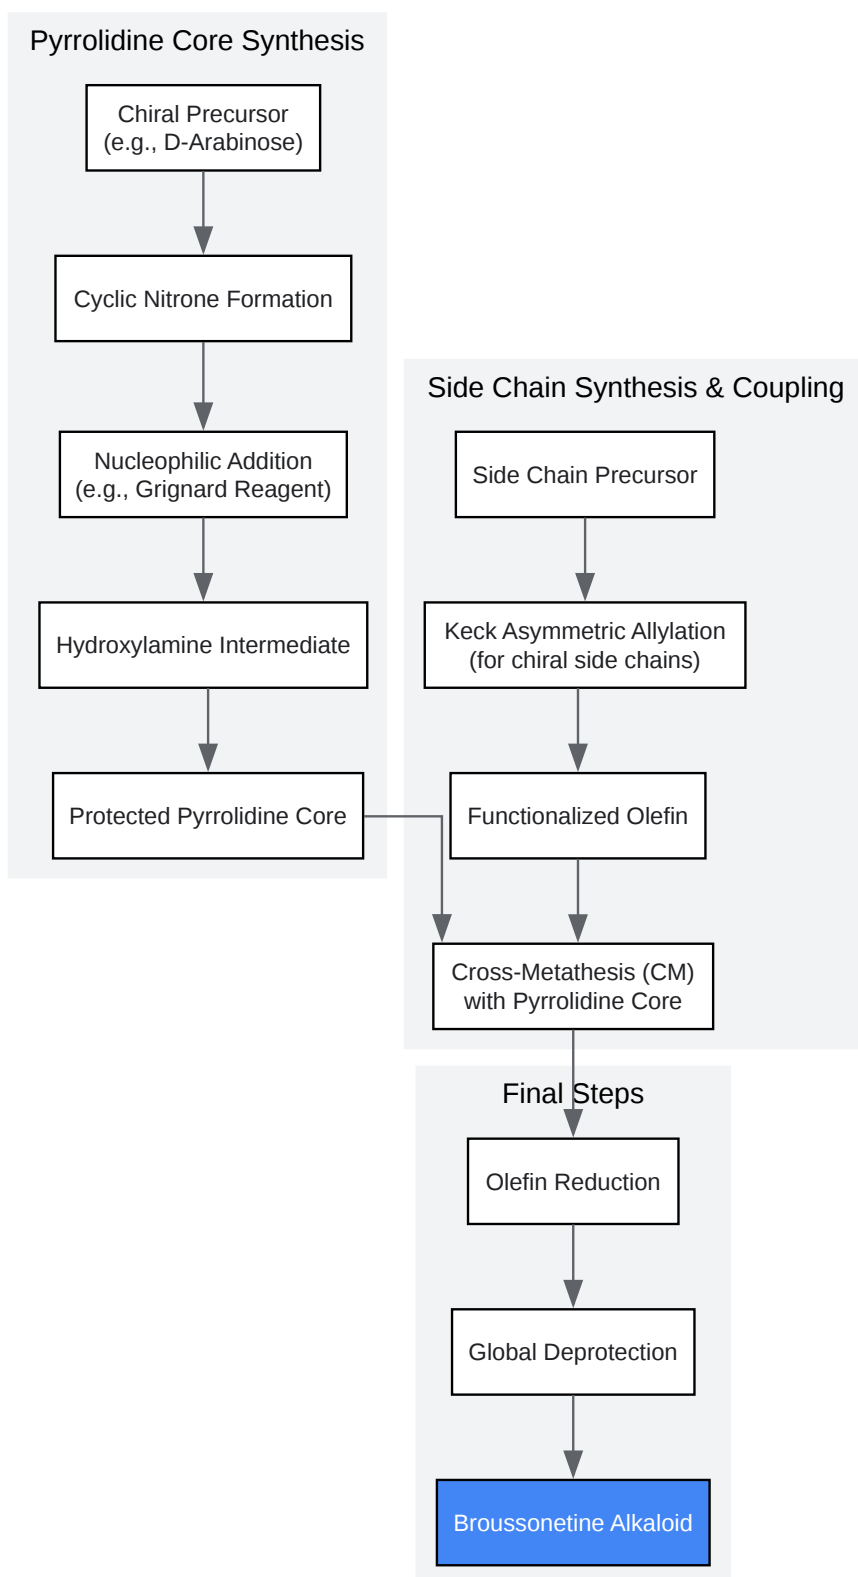 Pyrrolidine Core Synthesis
Chiral Precursor
(e.g., D-Arabinose)
Cyclic Nitrone Formation
Nucleophilic Addition
(e.g., Grignard Reagent)
Hydroxylamine Intermediate
Protected Pyrrolidine Core
Side Chain Synthesis & Coupling
Side Chain Precursor
Keck Asymmetric Allylation
(for chiral side chains)
Functionalized Olefin
Cross-Metathesis (CM)
with Pyrrolidine Core
Final Steps
Olefin Reduction
Global Deprotection
Broussonetine Alkaloid